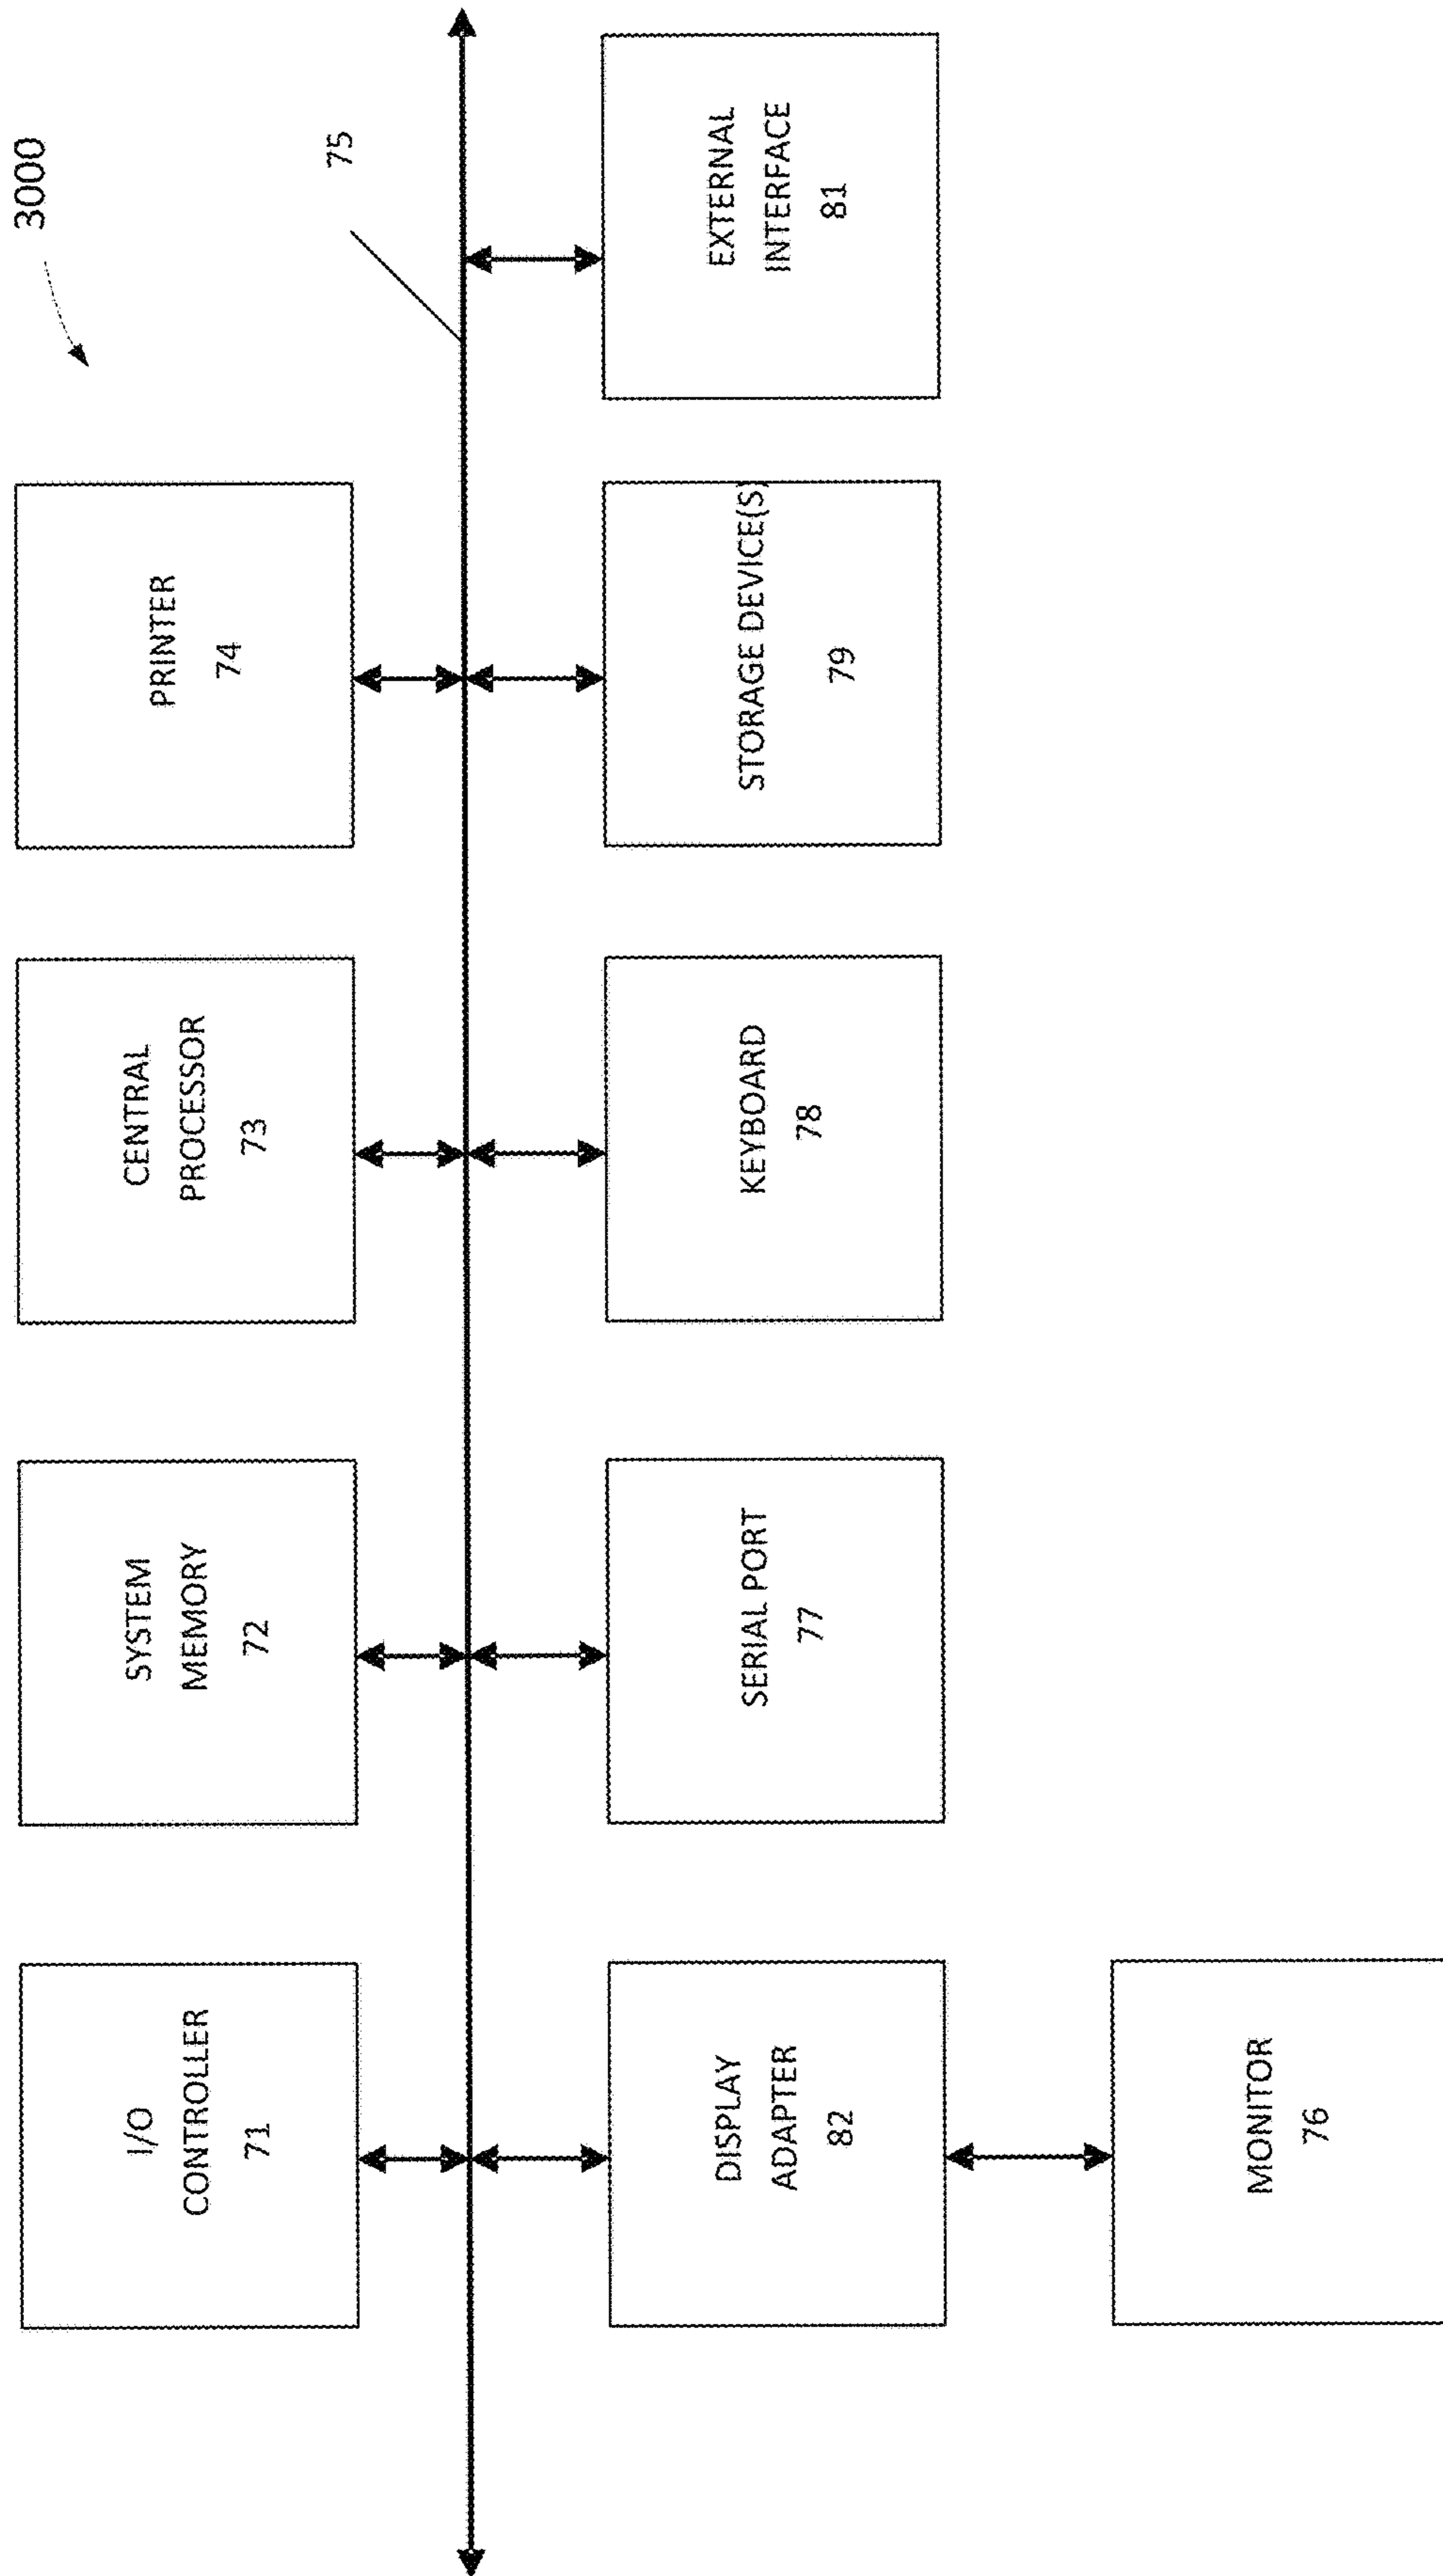 3000
I/O
CONTROLLER
71
SYSTEM
MEMORY
72
CENTRAL
PROCESSOR
73
PRINTER
74
75
DISPLAY
ADAPTER
82
SERIAL PORT
77
KEYBOARD
78
STORAGE DEVICE(S)
79
EXTERNAL
INTERFACE
81
MONITOR
76